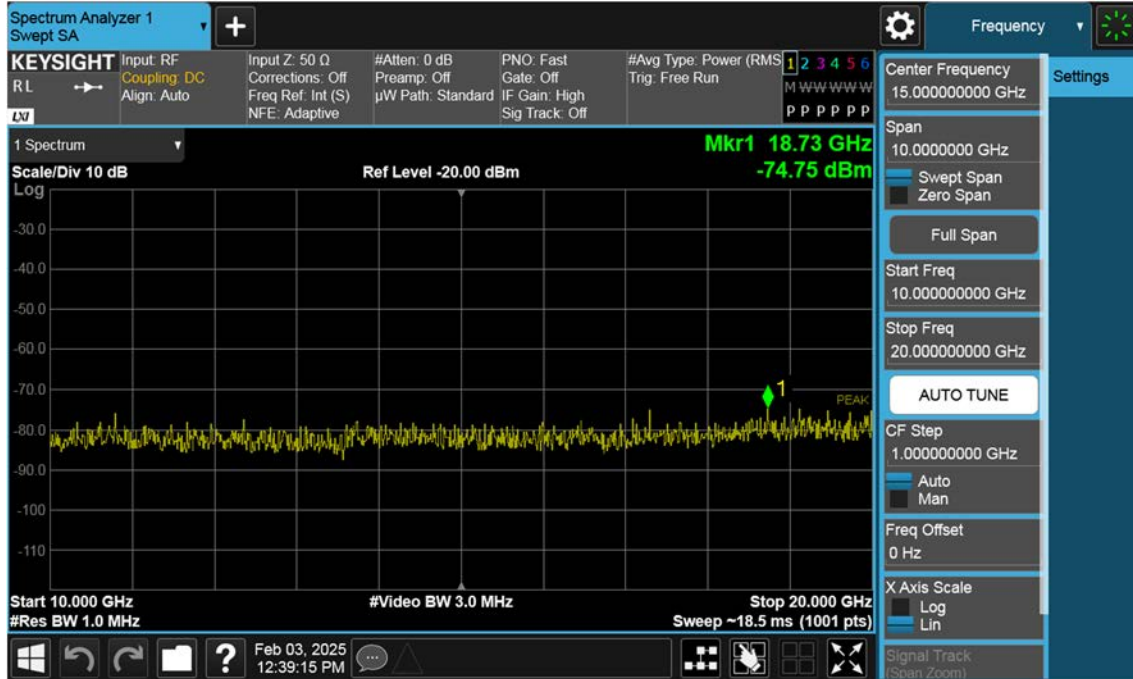 Spectrum Analyzer 1
Swept SA
+
Frequency
KEYSIGHT
RL
LXI
Input: RF
Coupling: DC
Align: Auto
Input Z: 50 Ω
Corrections: Off
Freq Ref: Int (S)
NFE: Adaptive
#Atten: 0 dB
Preamp: Off
µW Path: Standard
PNO: Fast
Gate: Off
IF Gain: High
Sig Track: Off
#Avg Type: Power (RMS
Trig: Free Run
1 2 3 4 5 6
M W W W W W
P P P P P P
1 Spectrum
Mkr1 18.73 GHz
Scale/Div 10 dB
Ref Level -20.00 dBm
-74.75 dBm
Log
-30.0
-40.0
-50.0
-60.0
-70.0
1
PEAK
-80.0
-90.0
-100
-110
Start 10.000 GHz
#Video BW 3.0 MHz
Stop 20.000 GHz
#Res BW 1.0 MHz
Sweep ~18.5 ms (1001 pts)
?
Feb 03, 2025
12:39:15 PM
Center Frequency
15.000000000 GHz
Span
10.0000000 GHz
Swept Span
Zero Span
Full Span
Start Freq
10.000000000 GHz
Stop Freq
20.000000000 GHz
AUTO TUNE
CF Step
1.000000000 GHz
Auto
Man
Freq Offset
0 Hz
X Axis Scale
Log
Lin
Signal Track
(Span Zoom)
Settings